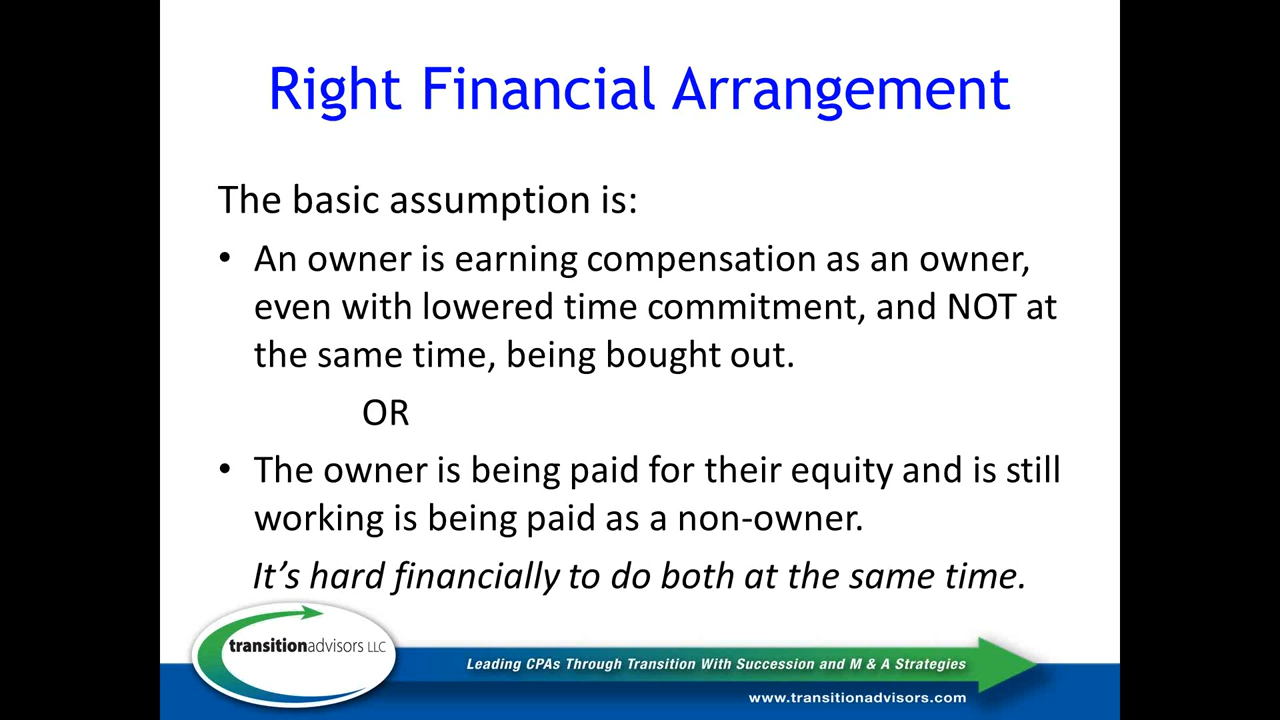 Right Financial Arrangement
The basic assumption is:
• An owner is earning compensation as an owner,
even with lowered time commitment, and NOT at
the same time, being bought out.
OR
• The owner is being paid for their equity and is still
working is being paid as a non-owner.
It’s hard financially to do both at the same time.
transitionadvisors LLC
Leading CPAs Through Transition With Succession and M & A Strategies
www.transitionadvisors.com